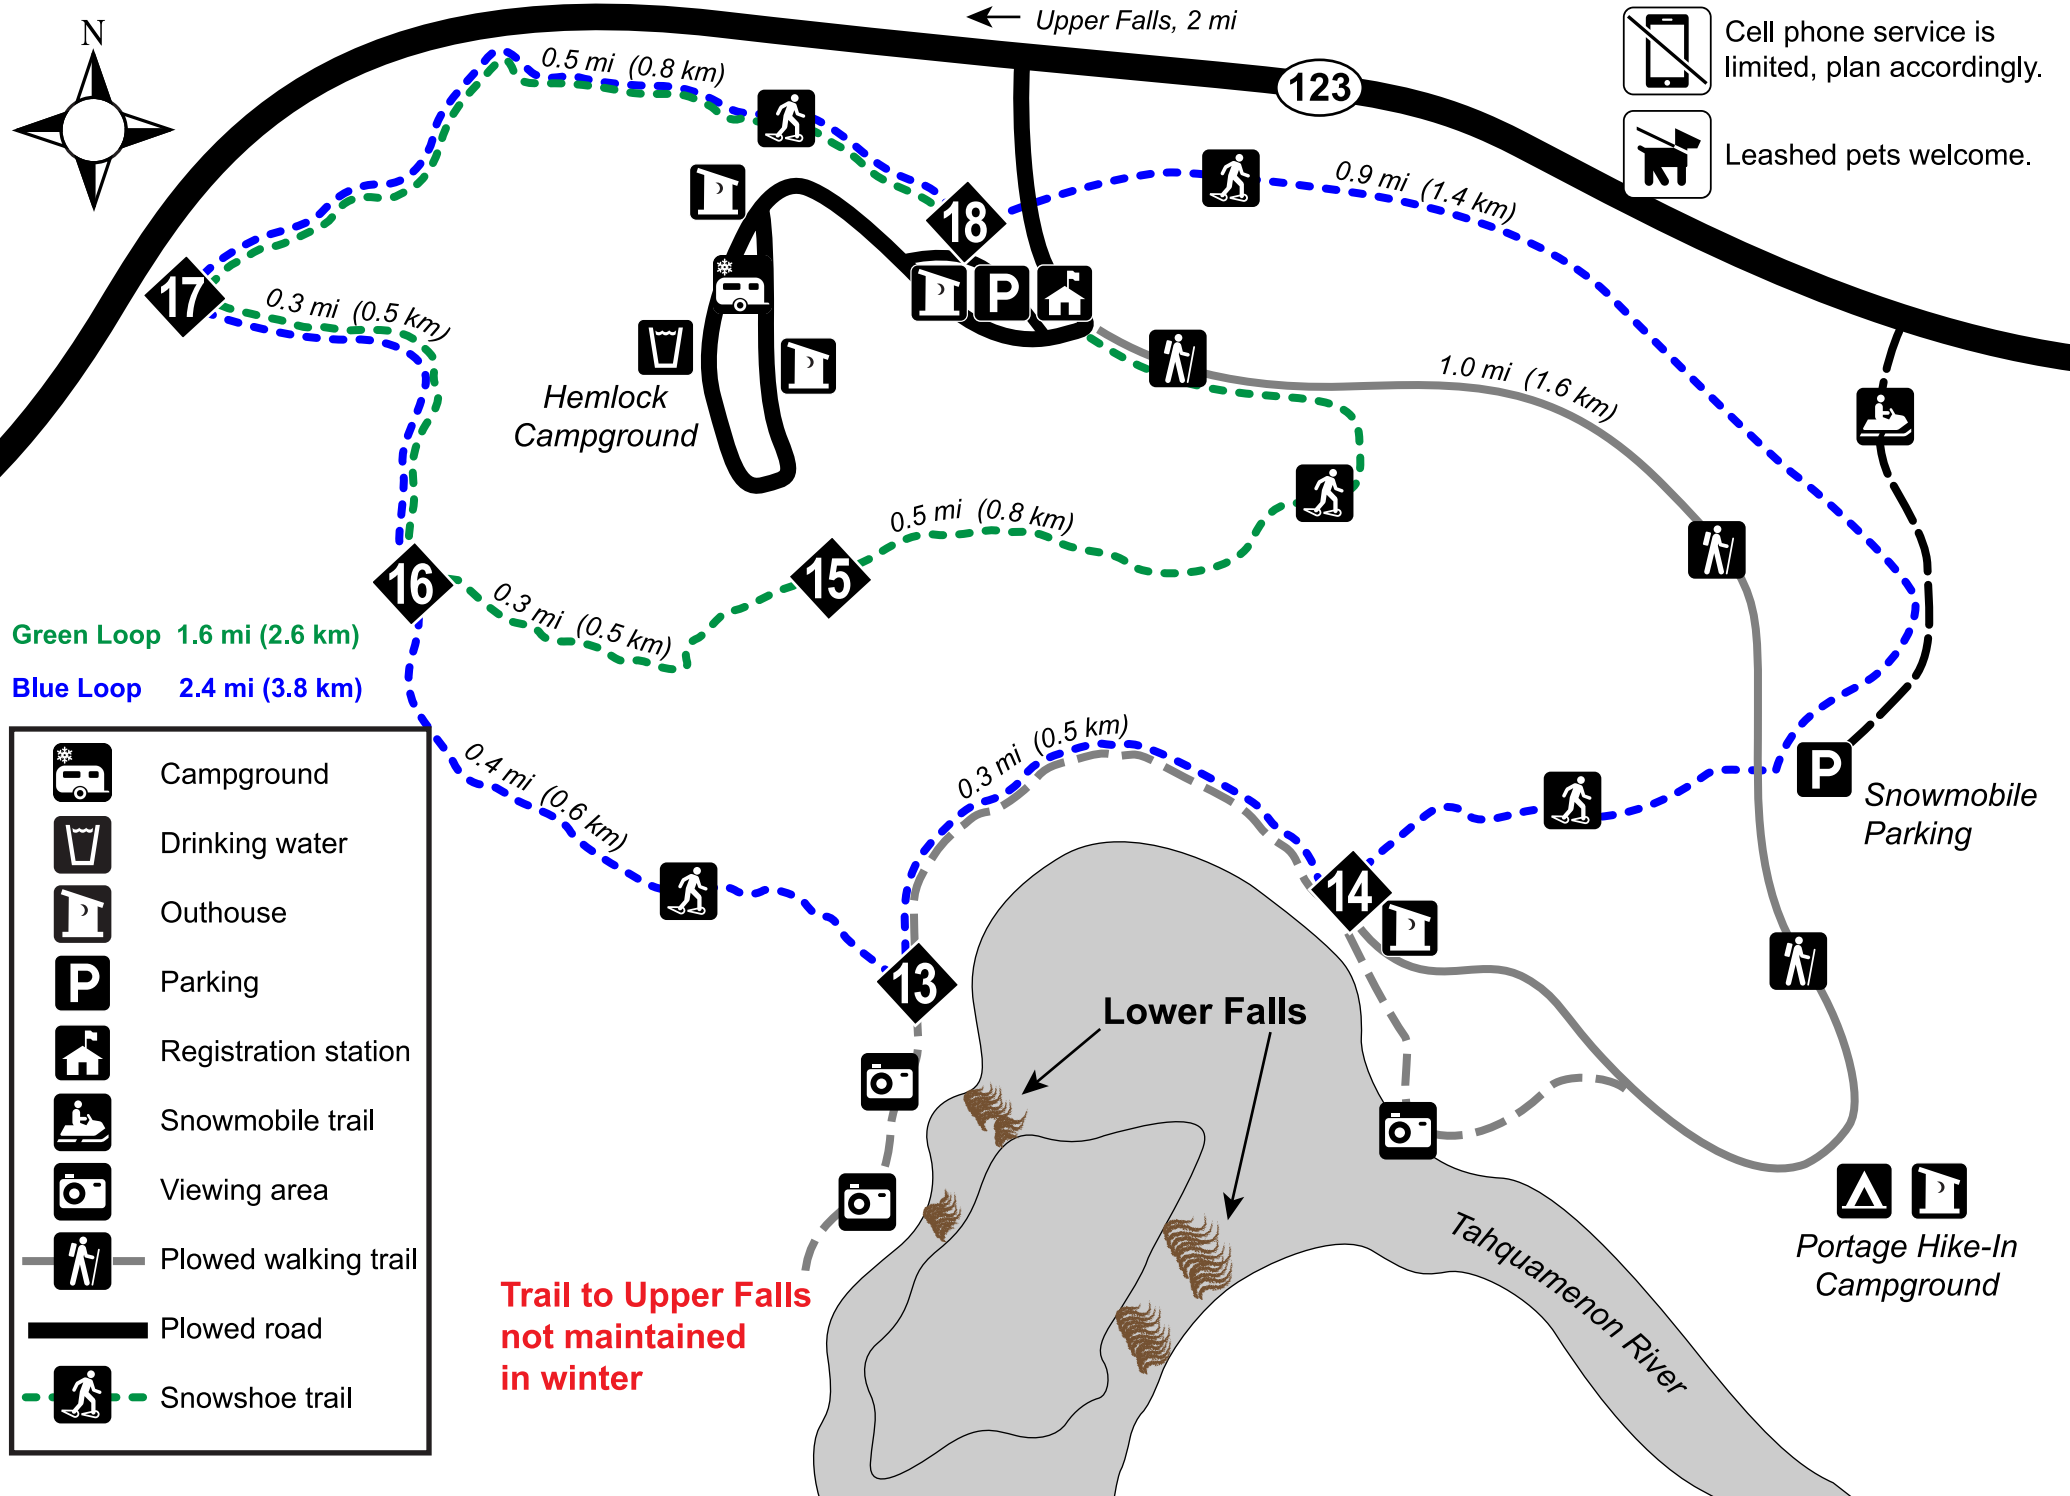 N
Upper Falls, 2 mi
Cell phone service is
limited, plan accordingly.
Leashed pets welcome.
123
0.5 mi (0.8 km)
0.9 mi (1.4 km)
18
17
0.3 mi (0.5 km)
P
1.0 mi (1.6 km)
Hemlock
Campground
0.5 mi (0.8 km)
15
16
0.3 mi (0.5 km)
Green Loop 1.6 mi (2.6 km)
Blue Loop 2.4 mi (3.8 km)
0.4 mi (0.6 km)
0.3 mi (0.5 km)
P
Snowmobile
Parking
14
13
Lower Falls
Campground
Drinking water
Outhouse
P
Parking
Registration station
Snowmobile trail
Viewing area
Plowed walking trail
Plowed road
Snowshoe trail
Trail to Upper Falls
not maintained
in winter
Tahquamenon River
Portage Hike-In
Campground